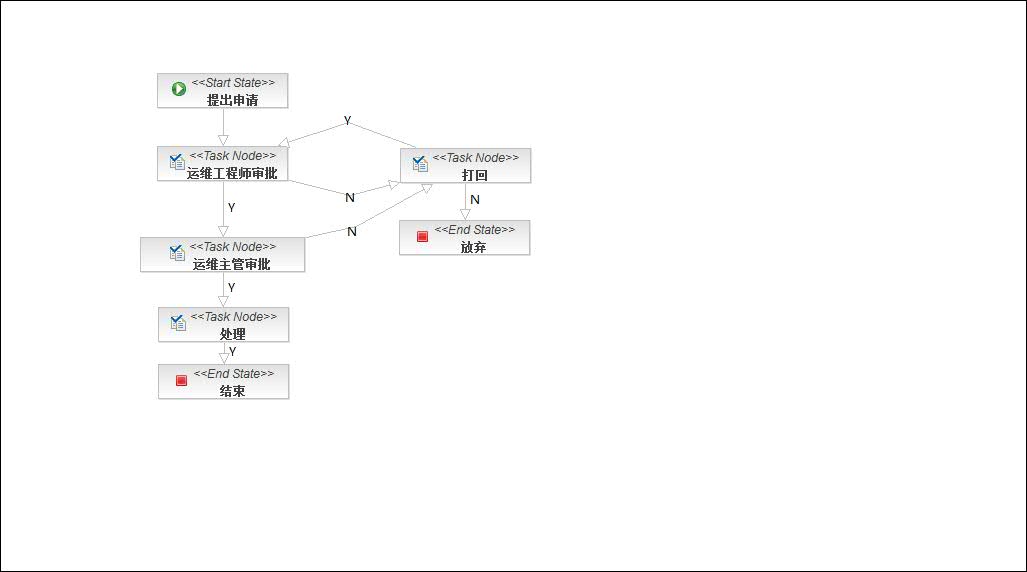 <<Start State>>
提出申请
Y
<<Task Node>>
运维工程师审批
<<Task Node>>
打回
N
Y
N
N
<<End State>>
放弃
<<Task Node>>
运维主管审批
Y
<<Task Node>>
处理
Y
<<End State>>
结束